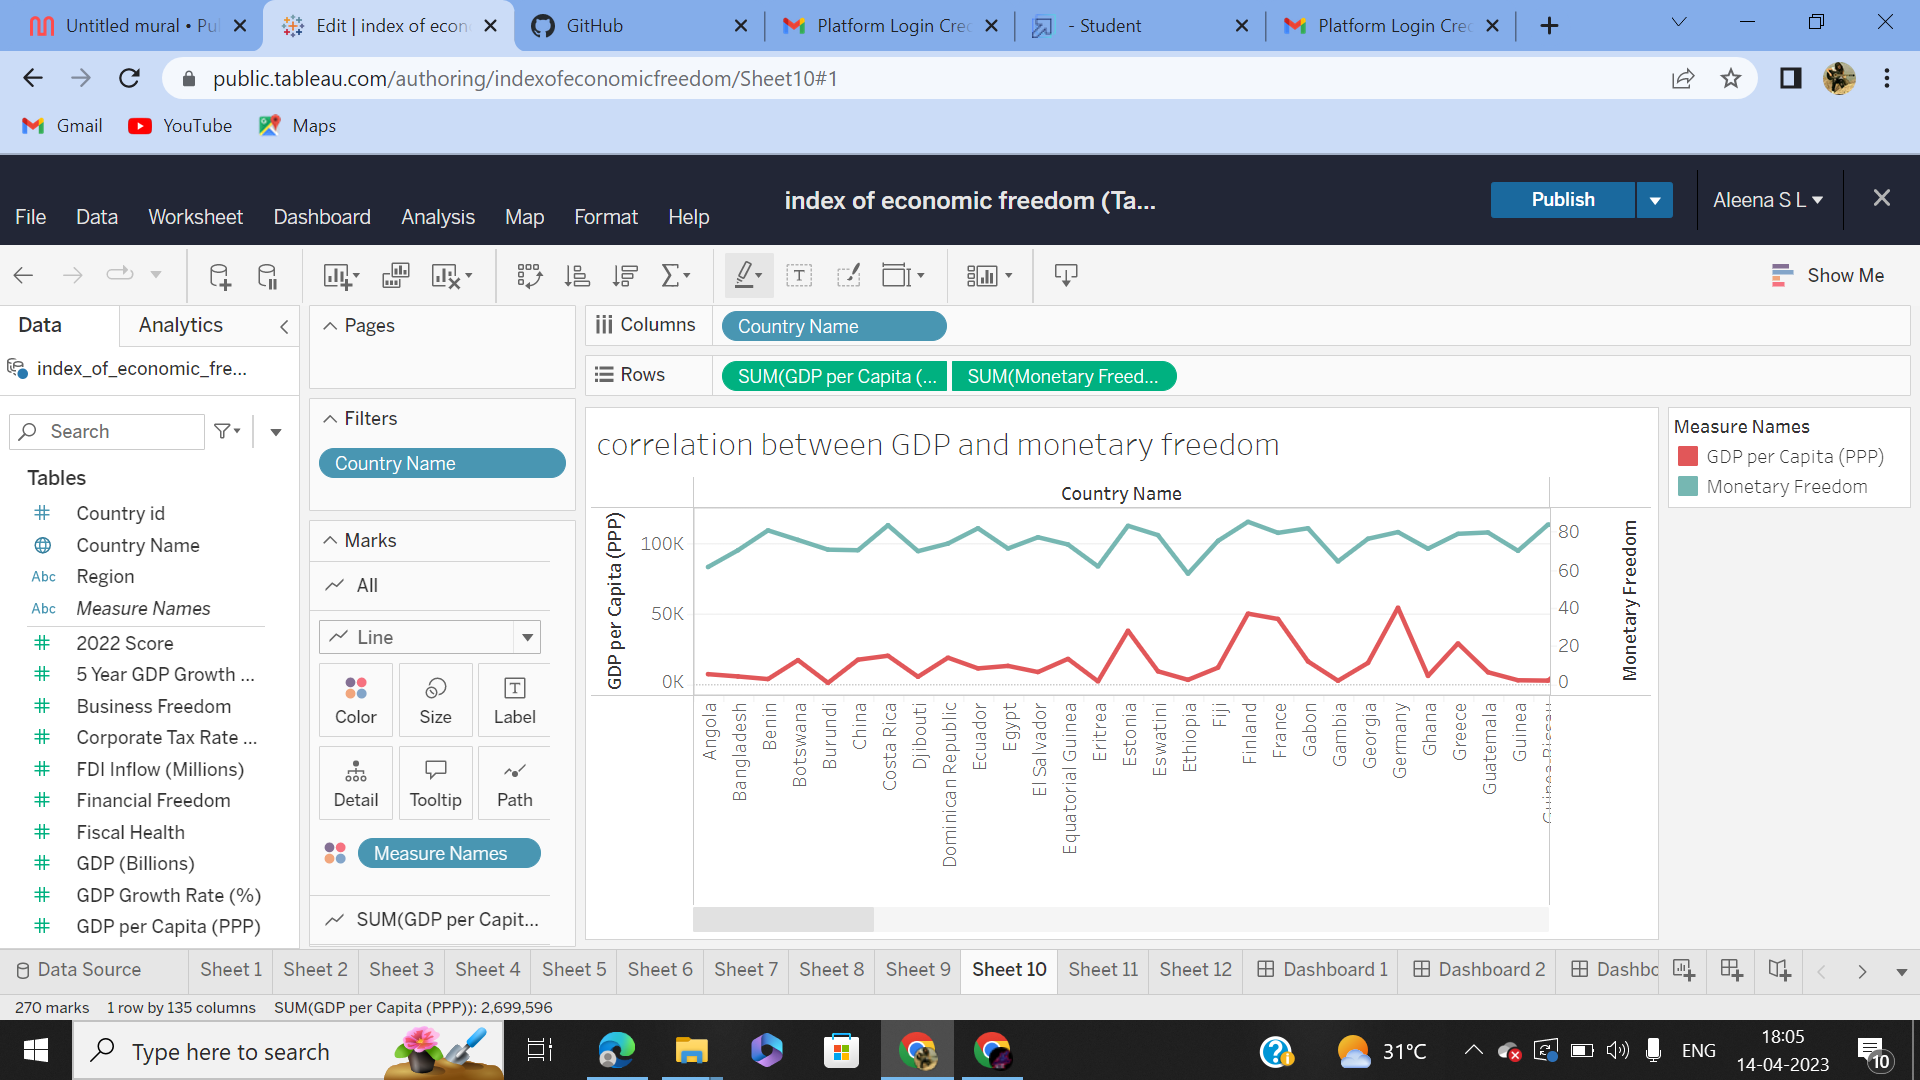 Untitled mural • Pu
Edit | index of econ
GitHub
Platform Login Cre
- Student
Platform Login Cre
public.tableau.com/authoring/indexofeconomicfreedom/Sheet10#1
Gmail
YouTube
Maps
index of economic freedom (Ta...
Publish
Aleena S L
File
Data
Worksheet
Dashboard
Analysis
Map
Format
Help
Show Me
Data
Analytics
index_of_economic_fre...
Search
Tables
Country id
Country Name
Abc Region
Abc Measure Names
2022 Score
5 Year GDP Growth ...
Business Freedom
Corporate Tax Rate ...
FDI Inflow (Millions)
Financial Freedom
Fiscal Health
GDP (Billions)
GDP Growth Rate (%)
GDP per Capita (PPP)
Pages
Filters
Country Name
Marks
All
Line
Color
Size
Label
Detail
Tooltip
Path
Measure Names
SUM(GDP per Capit...
Columns
Country Name
Rows
SUM(GDP per Capita (...
SUM(Monetary Freed...
correlation between GDP and monetary freedom
Country Name
GDP per Capita (PPP)
100K
50K
0K
80
60
40
20
0
Monetary Freedom
Angola
Bangladesh
Benin
Botswana
Burundi
China
Costa Rica
Djibouti
Dominican Republic
Ecuador
Egypt
El Salvador
Equatorial Guinea
Eritrea
Estonia
Eswatini
Ethiopia
Fiji
Finland
France
Gabon
Gambia
Georgia
Germany
Ghana
Greece
Guatemala
Guinea
Measure Names
GDP per Capita (PPP)
Monetary Freedom
Data Source
Sheet 1
Sheet 2
Sheet 3
Sheet 4
Sheet 5
Sheet 6
Sheet 7
Sheet 8
Sheet 9
Sheet 10
Sheet 11
Sheet 12
Dashboard 1
Dashboard 2
Dashbo
270 marks
1 row by 135 columns
SUM(GDP per Capita (PPP)): 2,699,596
Type here to search
31°C
ENG
18:05
14-04-2023
10